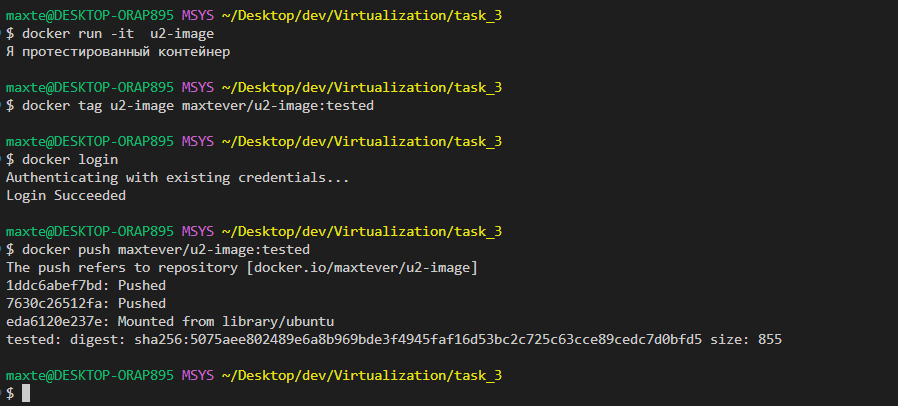 maxte@DESKTOP-ORAP895 MSYS ~/Desktop/dev/Virtualization/task_3
$ docker run -it  u2-image
Я протестированный контейнер
maxte@DESKTOP-ORAP895 MSYS ~/Desktop/dev/Virtualization/task_3
$ docker tag u2-image maxtever/u2-image:tested
maxte@DESKTOP-ORAP895 MSYS ~/Desktop/dev/Virtualization/task_3
$ docker login
Authenticating with existing credentials...
Login Succeeded
maxte@DESKTOP-ORAP895 MSYS ~/Desktop/dev/Virtualization/task_3
$ docker push maxtever/u2-image:tested
The push refers to repository [docker.io/maxtever/u2-image]
1ddc6abef7bd: Pushed
7630c26512fa: Pushed
eda6120e237e: Mounted from library/ubuntu
tested: digest: sha256:5075aee802489e6a8b969bde3f4945faf16d53bc2c725c63cce89cedc7d0bfd5 size: 855
maxte@DESKTOP-ORAP895 MSYS ~/Desktop/dev/Virtualization/task_3
$